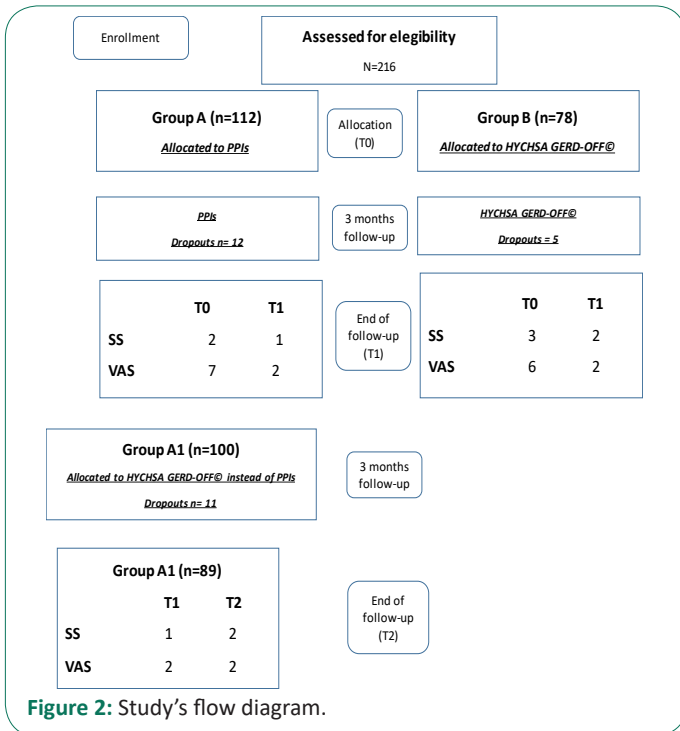 Enrollment
Assessed for elegibility
N=216
Group A (n=112)
Allocated to PPIs
Allocation
(T0)
Group B (n=78)
Allocated to HYCHSA GERD-OFF©
PPIs
Dropouts n= 12
3 months
follow-up
HYCHSA GERD-OFF©
Dropouts = 5
T0 T1
SS 2 1
VAS 7 2
End of
follow-up
(T1)
T0 T1
SS 3 2
VAS 6 2
Group A1 (n=100)
Allocated to HYCHSA GERD-OFF© instead of PPIs
Dropouts n= 11
3 months
follow-up
Group A1 (n=89)
T1 T2
SS 1 2
VAS 2 2
End of
follow-up
(T2)
Figure 2: Study's flow diagram.